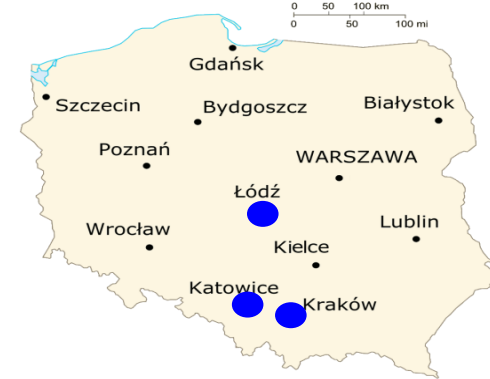 0 50 100 km
0 50 100 mi
Gdańsk
Szczecin
Bydgoszcz
Białystok
Poznań
WARSZAWA
Łódź
Wrocław
Lublin
Kielce
Katowice
Kraków